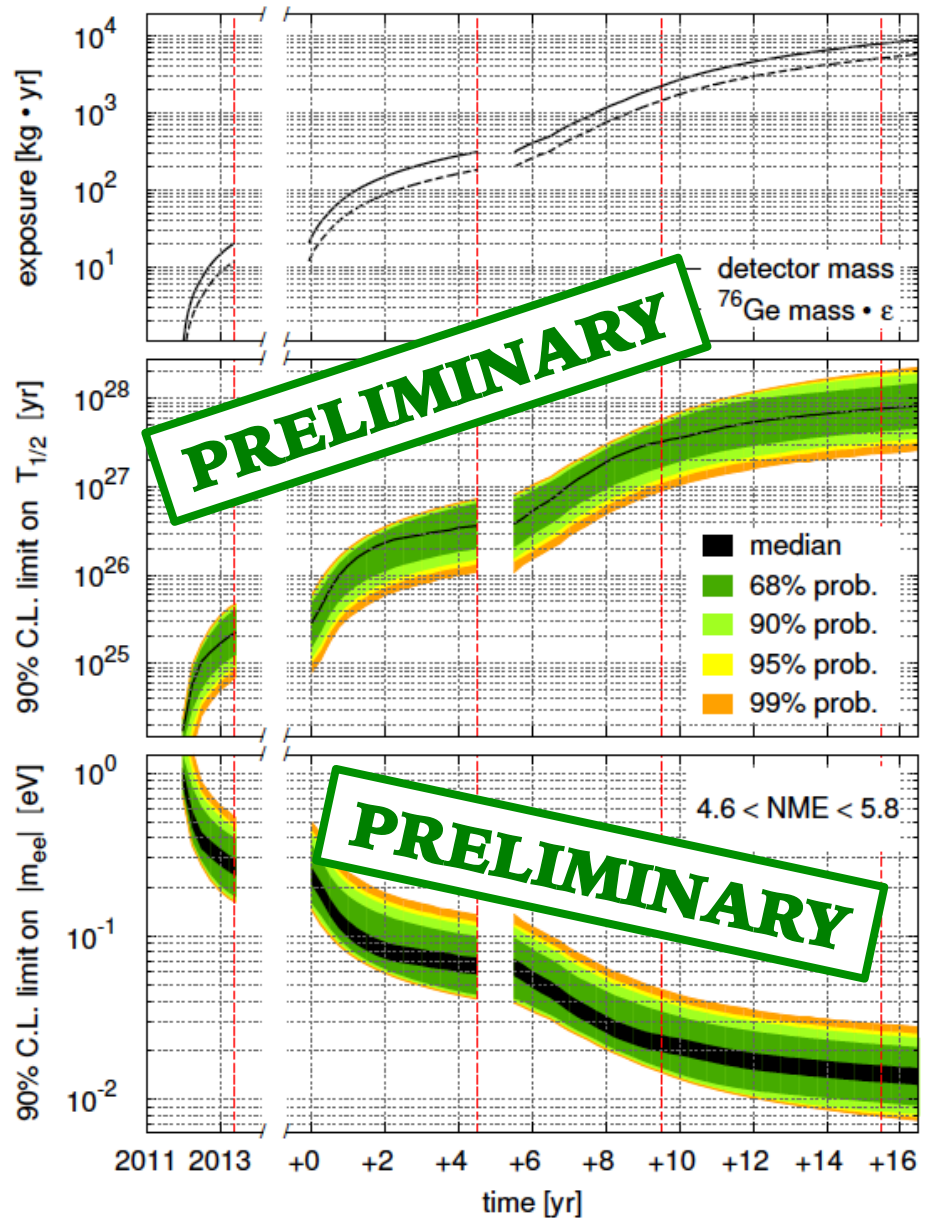 10⁴
10³
10²
10¹
exposure [kg • yr]
detector mass
⁷⁶Ge mass • ε
PRELIMINARY
10²⁸
10²⁷
10²⁶
10²⁵
90% C.L. limit on T₁/₂ [yr]
median
68% prob.
90% prob.
95% prob.
99% prob.
10⁰
10⁻¹
10⁻²
90% C.L. limit on |mₑₑ| [eV]
4.6 < NME < 5.8
PRELIMINARY
2011 2013 +0 +2 +4 +6 +8 +10 +12 +14 +16
time [yr]